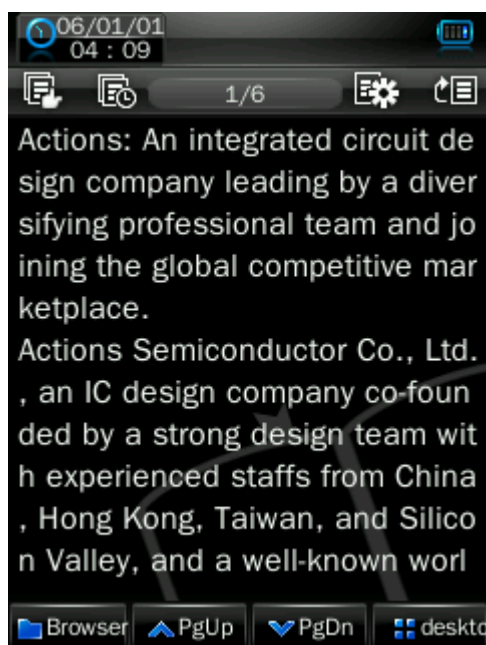 06/01/01
04 : 09
1/6
Actions: An integrated circuit de
sign company leading by a diver
sifying professional team and jo
ining the global competitive mar
ketplace.
Actions Semiconductor Co., Ltd.
, an IC design company co-foun
ded by a strong design team wit
h experienced staffs from China
, Hong Kong, Taiwan, and Silico
n Valley, and a well-known worl
Browser PgUp PgDn deskto